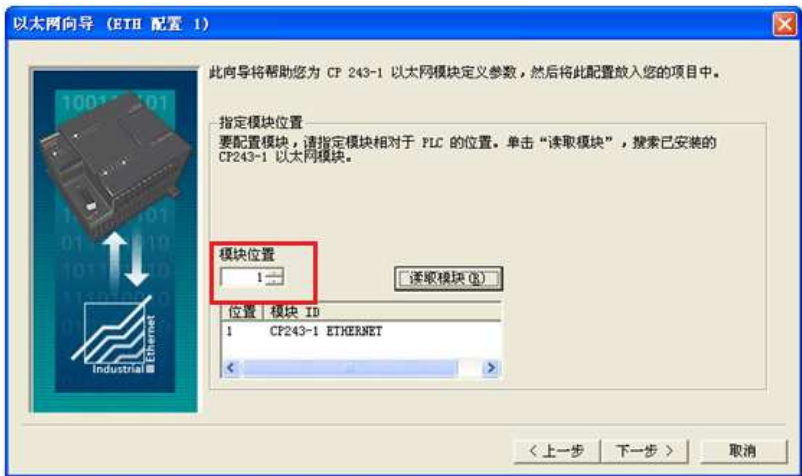 以太网向导 (ETH 配置 1)
此向导将帮助您为 CP 243-1 以太网模块定义参数，然后将此配置放入您的项目中。
指定模块位置
要配置模块，请指定模块相对于 PLC 的位置。单击“读取模块”，搜索已安装的
CP243-1 以太网模块。
模块位置
1
读取模块(R)
位置 模块 ID
1 CP243-1 ETHERNET
Industrial Ethernet
<上一步 下一步> 取消